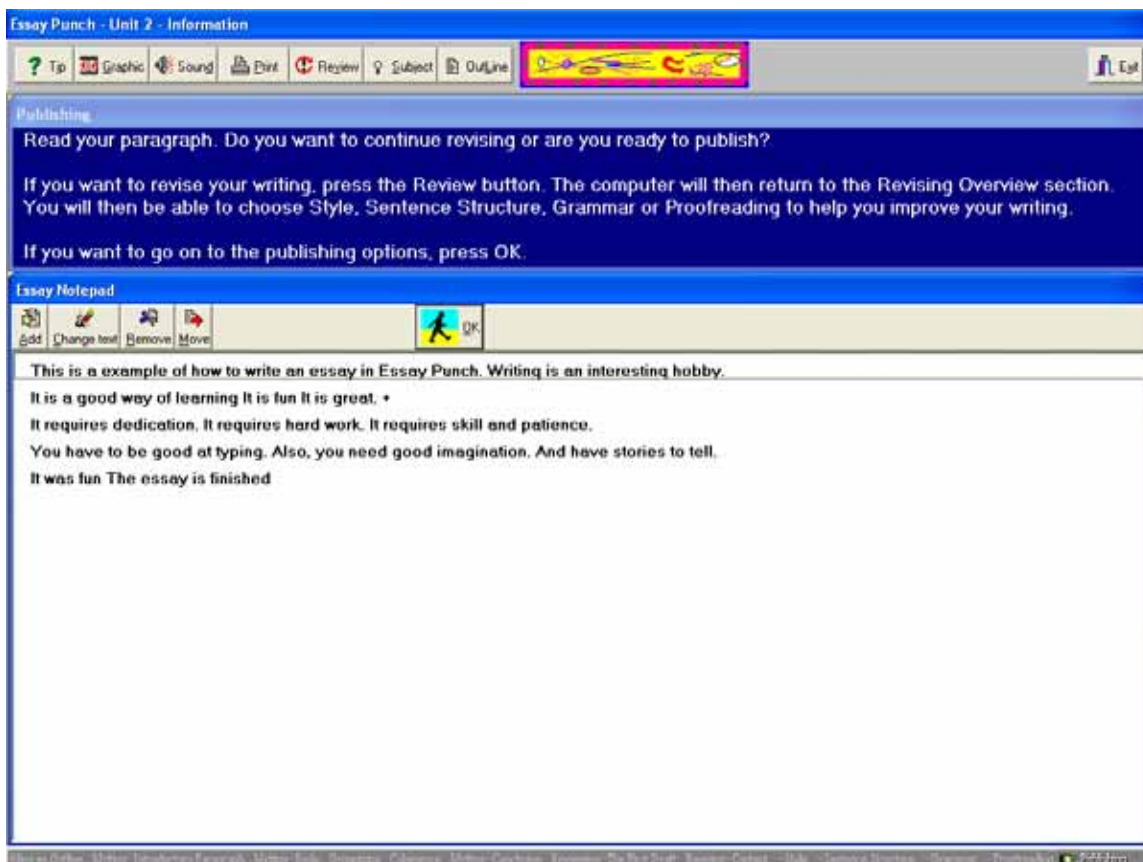 Essay Punch - Unit 2 - Information
? Tip Graphic Sound Print Review Subject OutLine Exit
Publishing
Read your paragraph. Do you want to continue revising or are you ready to publish?
If you want to revise your writing, press the Review button. The computer will then return to the Revising Overview section.
You will then be able to choose Style, Sentence Structure, Grammar or Proofreading to help you improve your writing.
If you want to go on to the publishing options, press OK.
Essay Notepad
Add Change text Remove Move OK
This is a example of how to write an essay in Essay Punch. Writing is an interesting hobby.
It is a good way of learning It is fun It is great. +
It requires dedication. It requires hard work. It requires skill and patience.
You have to be good at typing. Also, you need good imagination. And have stories to tell.
It was fun The essay is finished